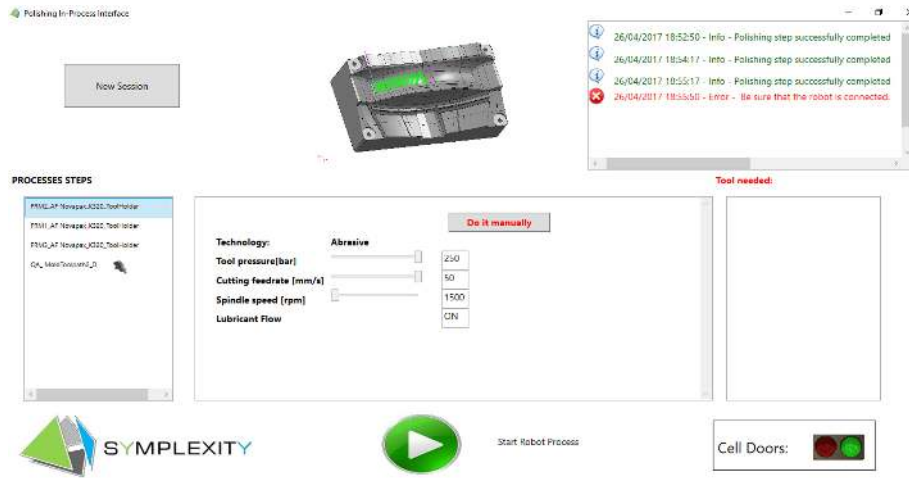 Polishing In-Process Interface
New Session
26/04/2017 18:52:50 - Info - Polishing step successfully completed
26/04/2017 18:54:17 - Info - Polishing step successfully completed
26/04/2017 18:55:17 - Info - Polishing step successfully completed
26/04/2017 18:55:50 - Error - Be sure that the robot is connected.
PROCESSES STEPS
Tool needed:
Do it manually
Technology: Abrasive
Tool pressure[bar] 250
Cutting feedrate [mm/s] 50
Spindle speed [rpm] 1500
Lubricant Flow ON
SYMPLEXITY
Start Robot Process
Cell Doors: